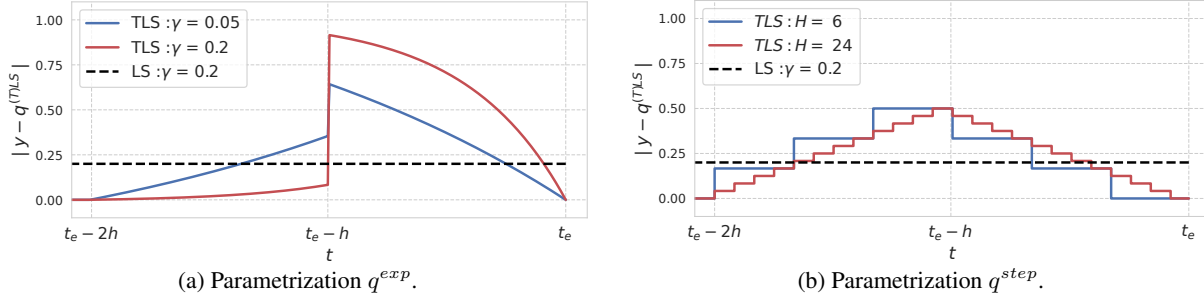 | y − q^(T)LS |
1.00
0.75
0.50
0.25
0.00
TLS :γ = 0.05
TLS :γ = 0.2
LS :γ = 0.2
t_e − 2h
t_e − h
t_e
t
(a) Parametrization q^exp.
| y − q^(T)LS |
1.00
0.75
0.50
0.25
0.00
TLS : H = 6
TLS : H = 24
LS :γ = 0.2
t_e − 2h
t_e − h
t_e
t
(b) Parametrization q^step.